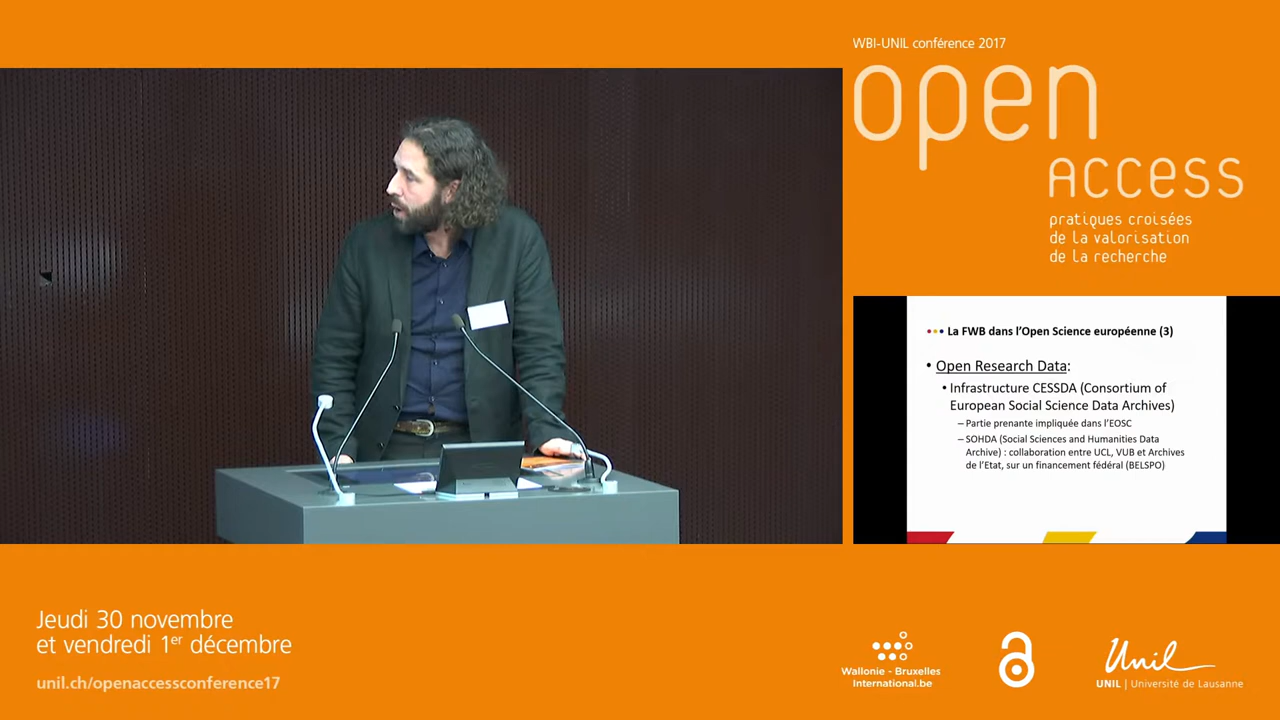 WBI-UNIL conférence 2017
open
access
pratiques croisées
de la valorisation
de la recherche
••• La FWB dans l'Open Science européenne (3)
• Open Research Data:
• Infrastructure CESSDA (Consortium of
European Social Science Data Archives)
– Partie prenante impliquée dans l'EOSC
– SOHDA (Social Sciences and Humanities Data
Archive) : collaboration entre UCL, VUB et Archives
de l'Etat, sur un financement fédéral (BELSPO)
Jeudi 30 novembre
et vendredi 1er décembre
unil.ch/openaccessconference17
Wallonie - Bruxelles
International.be
Unil
UNIL | Université de Lausanne